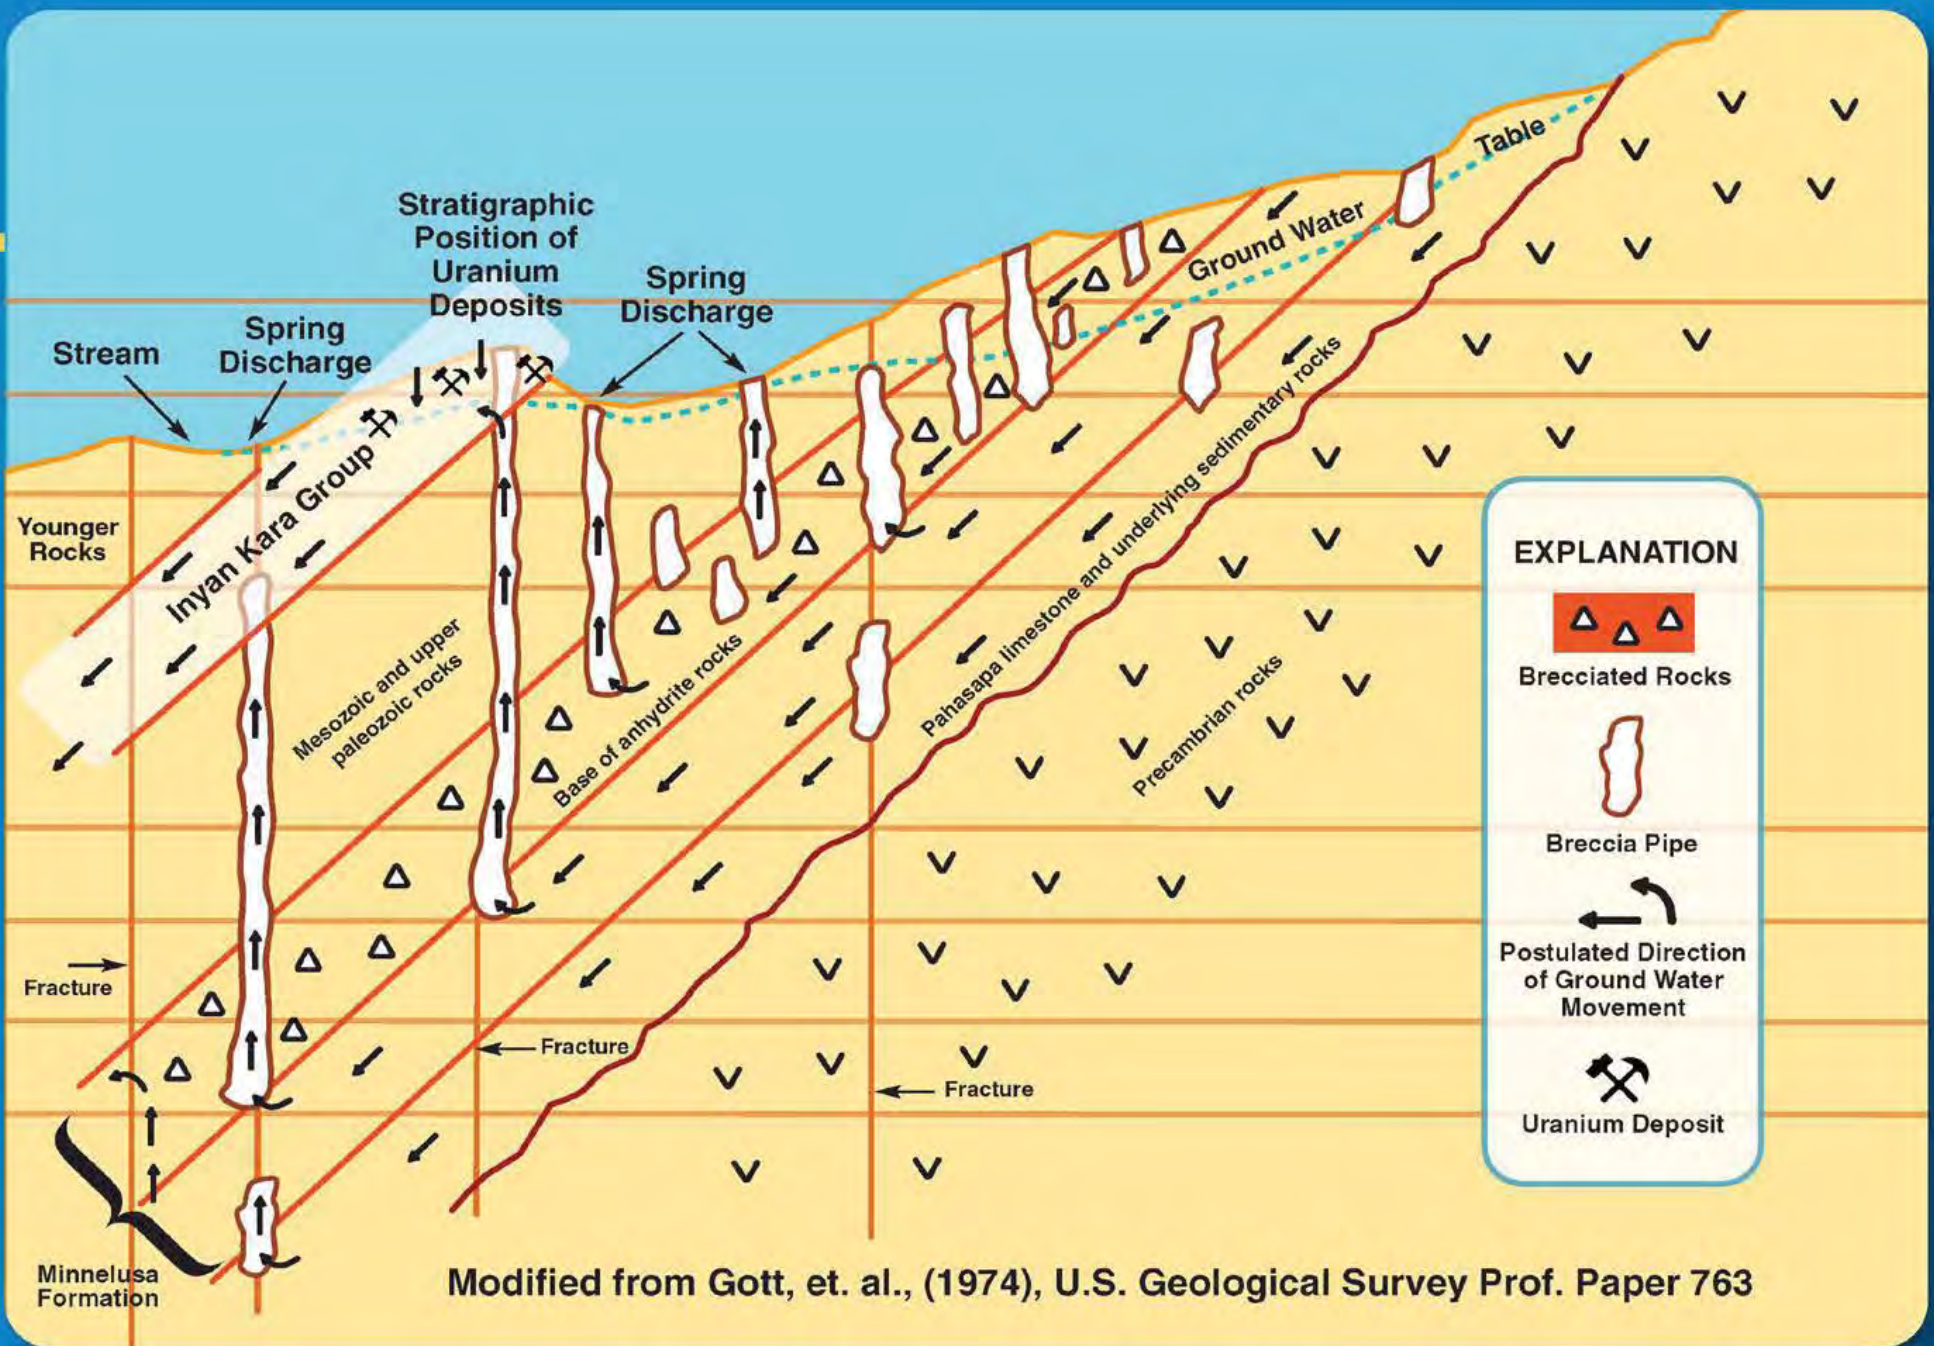 Stratigraphic
Position of
Uranium
Deposits
Spring
Discharge
Spring
Discharge
Stream
Table
Ground Water
Younger
Rocks
Inyan Kara Group
Mesozoic and upper
paleozoic rocks
Base of anhydrite rocks
Pahasapa limestone and underlying sedimentary rocks
Precambrian rocks
Fracture
Fracture
Fracture
Minnelusa
Formation
EXPLANATION
Brecciated Rocks
Breccia Pipe
Postulated Direction
of Ground Water
Movement
Uranium Deposit
Modified from Gott, et. al., (1974), U.S. Geological Survey Prof. Paper 763